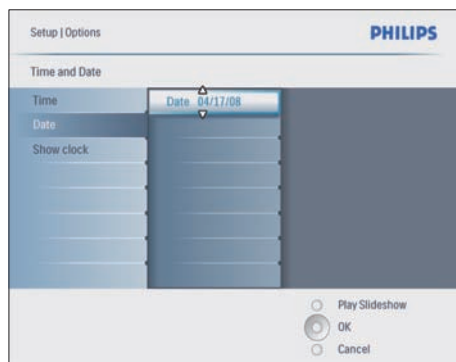 Setup | Options
PHILIPS
Time and Date
Time
Date 04/17/08
Date
Show clock
Play Slideshow
OK
Cancel